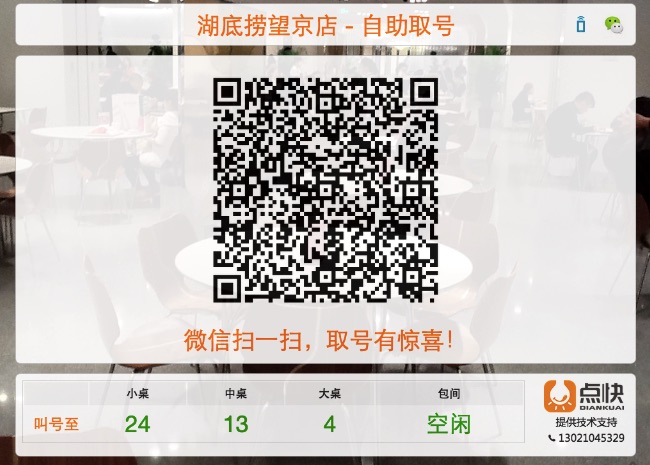 湖底捞望京店 - 自助取号
微信扫一扫，取号有惊喜！
小桌 中桌 大桌 包间
叫号至 24 13 4 空闲
点快
DIANKUAI
提供技术支持
13021045329